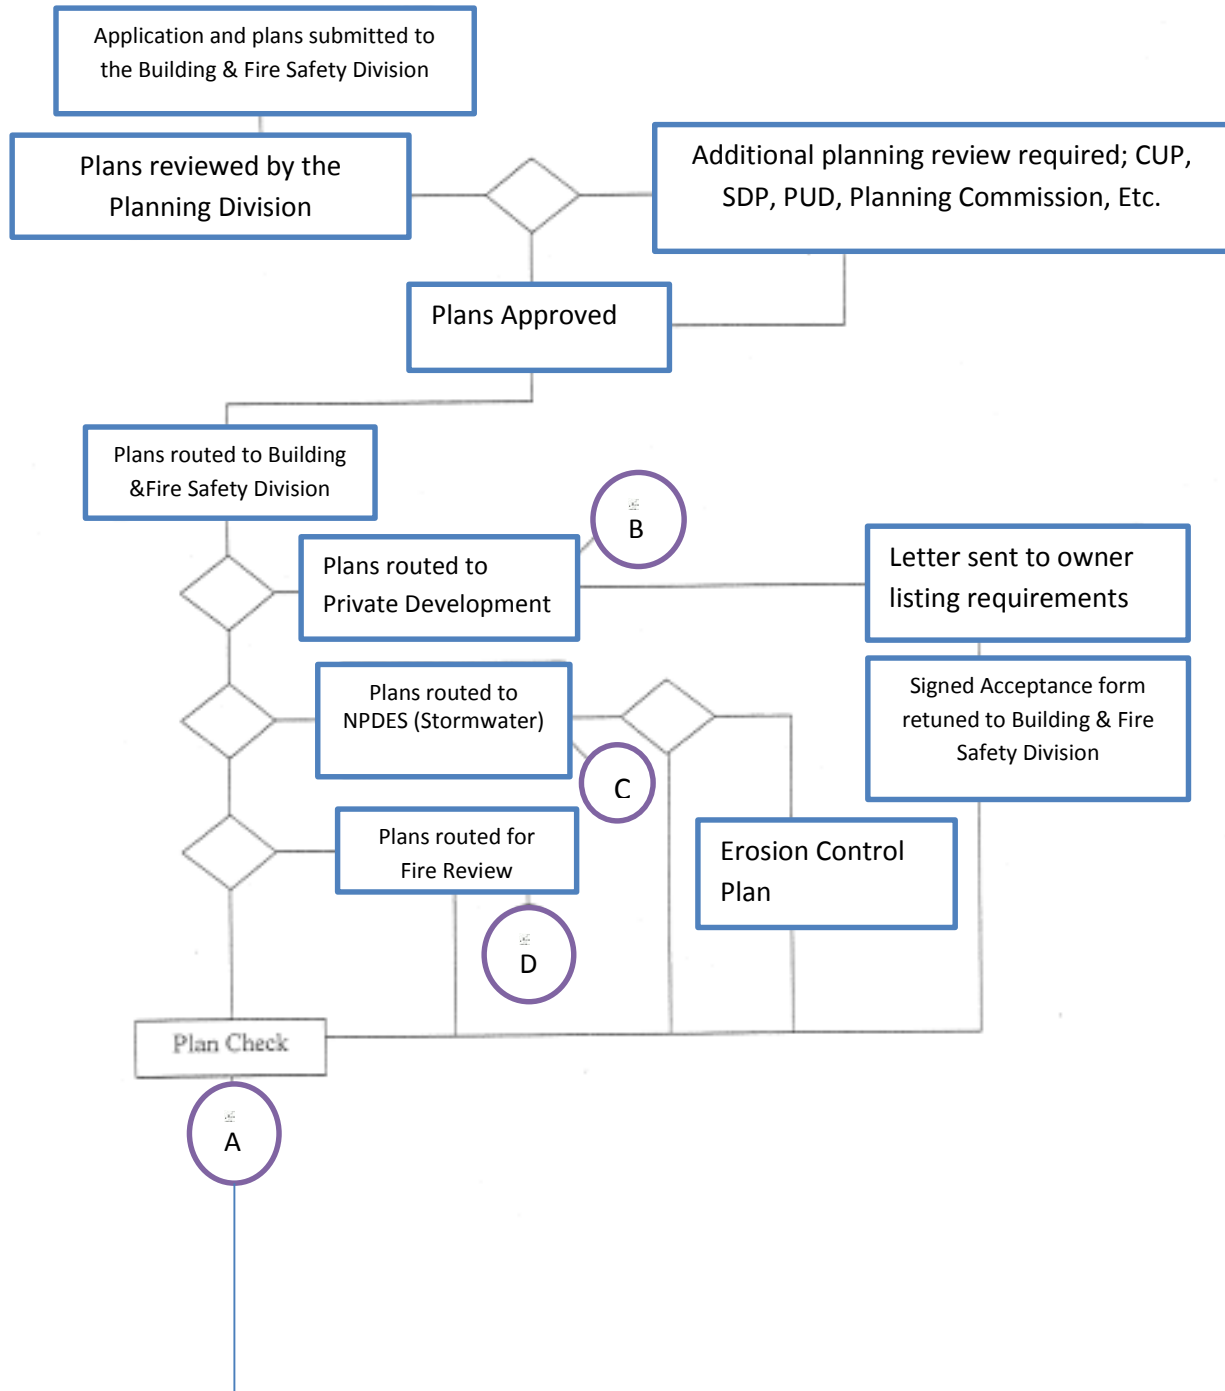 Application and plans submitted to
the Building & Fire Safety Division
Plans reviewed by the
Planning Division
Additional planning review required; CUP,
SDP, PUD, Planning Commission, Etc.
Plans Approved
Plans routed to Building
&Fire Safety Division
B
Plans routed to
Private Development
Letter sent to owner
listing requirements
Plans routed to
NPDES (Stormwater)
Signed Acceptance form
retuned to Building & Fire
Safety Division
C
Plans routed for
Fire Review
Erosion Control
Plan
D
Plan Check
A